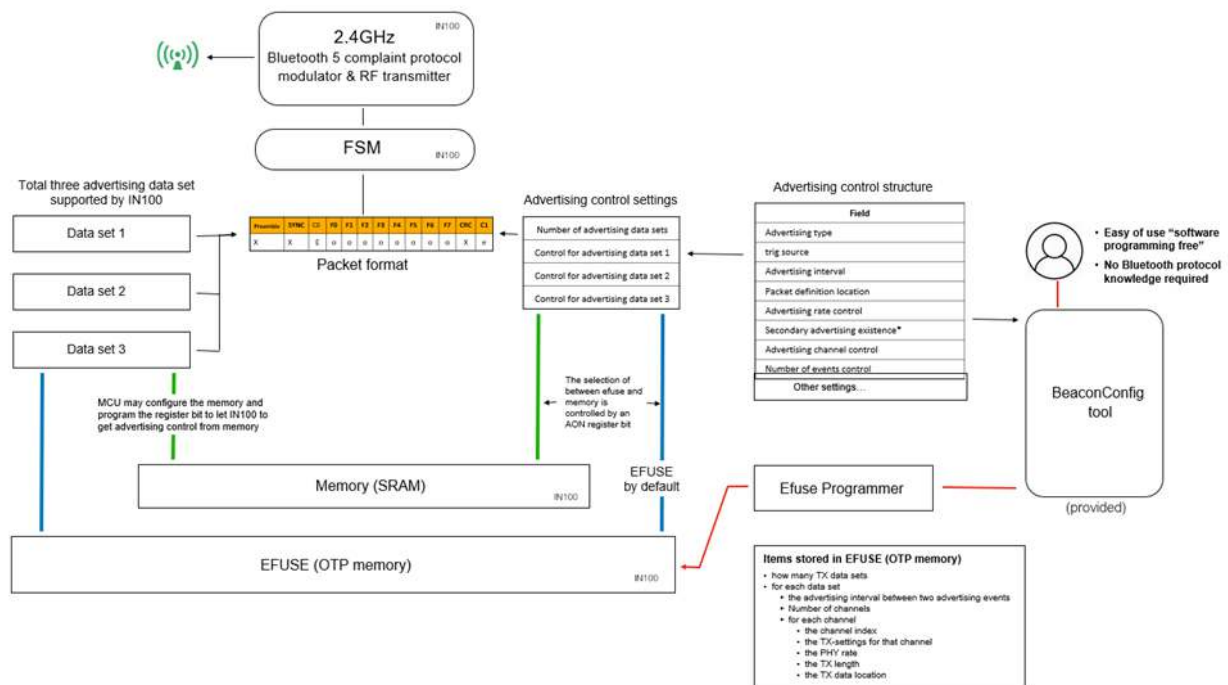 IN100
2.4GHz
Bluetooth 5 complaint protocol
modulator & RF transmitter
FSM
IN100
Total three advertising data set
supported by IN100
Data set 1
Data set 2
Data set 3
Preamble SYNC CD F0 F1 F2 F3 F4 F5 F6 F7 CRC C1
X X E o o o o o o o o X e
Packet format
Advertising control settings
Number of advertising data sets
Control for advertising data set 1
Control for advertising data set 2
Control for advertising data set 3
Advertising control structure
Field
Advertising type
trig source
Advertising interval
Packet definition location
Advertising rate control
Secondary advertising existence*
Advertising channel control
Number of events control
Other settings...
• Easy of use “software
programming free”
• No Bluetooth protocol
knowledge required
BeaconConfig
tool
(provided)
MCU may configure the memory and
program the register bit to let IN100 to
get advertising control from memory
The selection of
between efuse and
memory is
controlled by an
AON register bit
EFUSE
by default
Memory (SRAM)
IN100
Efuse Programmer
EFUSE (OTP memory)
IN100
Items stored in EFUSE (OTP memory)
• how many TX data sets
• for each data set
• the advertising interval between two advertising events
• Number of channels
• for each channel
• the channel index
• the TX-settings for that channel
• the PHY rate
• the TX length
• the TX data location